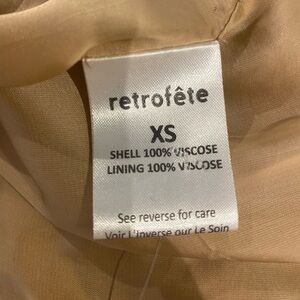 retrofête
XS
SHELL 100% VISCOSE
LINING 100% VISCOSE
See reverse for care
Voir L'inverse our Le Soin